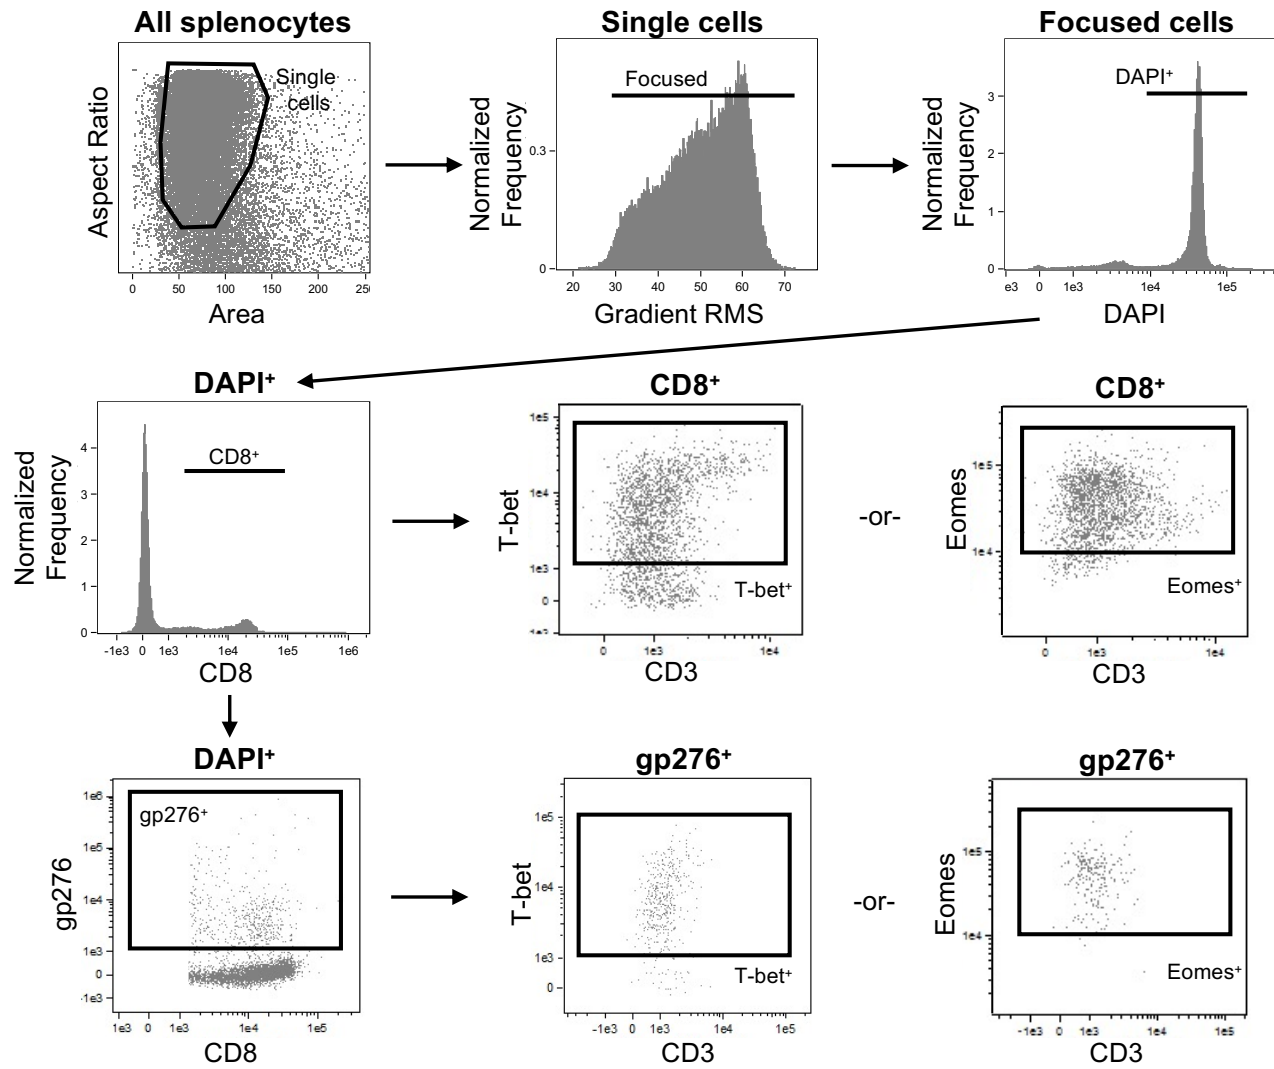 All splenocytes
Single cells
Focused cells
Single
cells
Aspect Ratio
0 50 100 150 200 25
Area
Focused
Normalized
Frequency
0.3
0
20 30 40 50 60 70
Gradient RMS
DAPI⁺
Normalized
Frequency
3
2
1
0
e3 0 1e3 1e4 1e5
DAPI
DAPI⁺
CD8⁺
CD8⁺
CD8⁺
Normalized
Frequency
4
3
2
1
0
-1e3 0 1e3 1e4 1e5 1e6
CD8
1e5
1e4
1e3
0
T-bet
T-bet⁺
0 1e3 1e4
CD3
-or-
1e5
1e4
Eomes
Eomes⁺
0 1e3 1e4
CD3
DAPI⁺
gp276⁺
gp276⁺
gp276⁺
gp276
1e6
1e5
1e4
1e3
0
-1e3
1e3 0 1e3 1e4 1e5
CD8
T-bet
1e5
1e4
1e3
0
T-bet⁺
-1e3 0 1e3 1e4 1e5
CD3
-or-
Eomes
1e5
1e4
Eomes⁺
-1e3 0 1e3 1e4 1e5
CD3